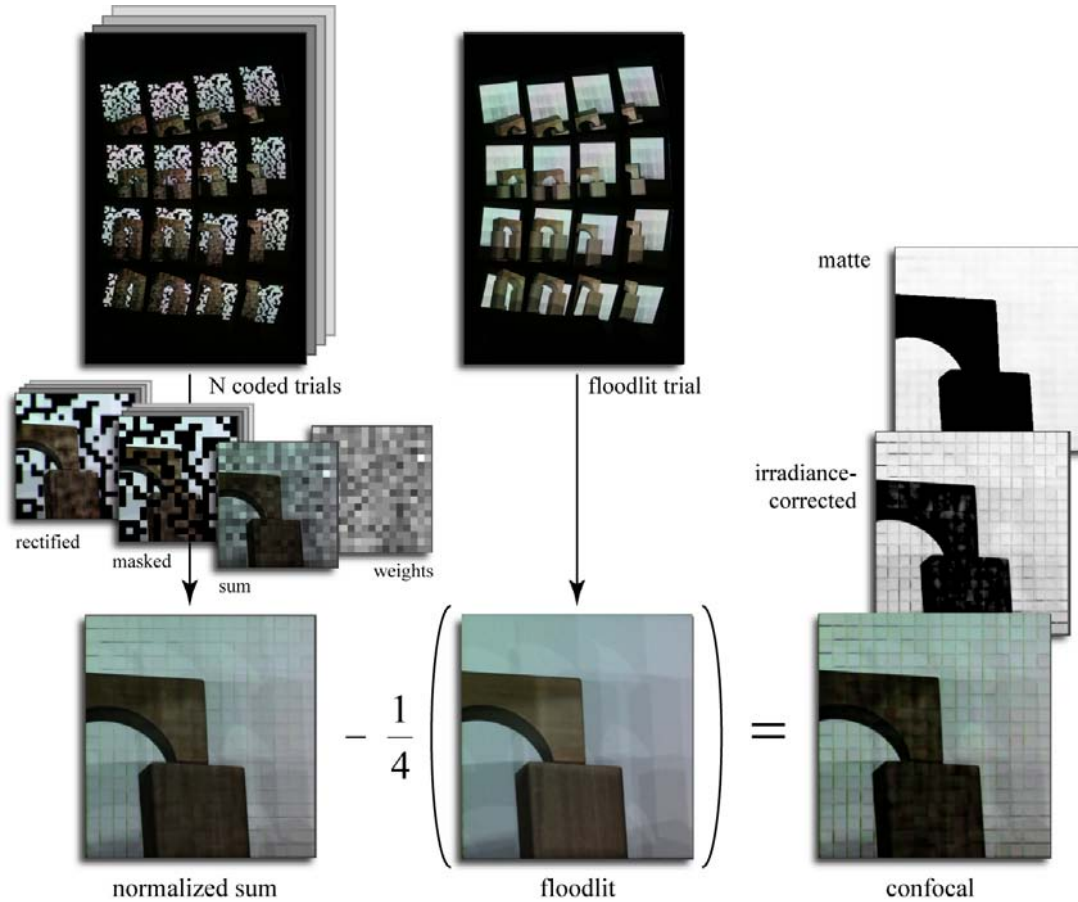 N coded trials
floodlit trial
matte
irradiance-
corrected
rectified
masked
sum
weights
− 1/4 ( ) =
normalized sum
floodlit
confocal